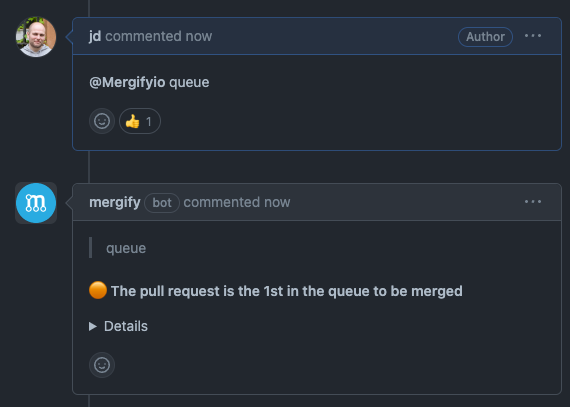 jd commented now
Author
@Mergifyio queue
👍 1
mergify bot commented now
queue
🟠 The pull request is the 1st in the queue to be merged
Details